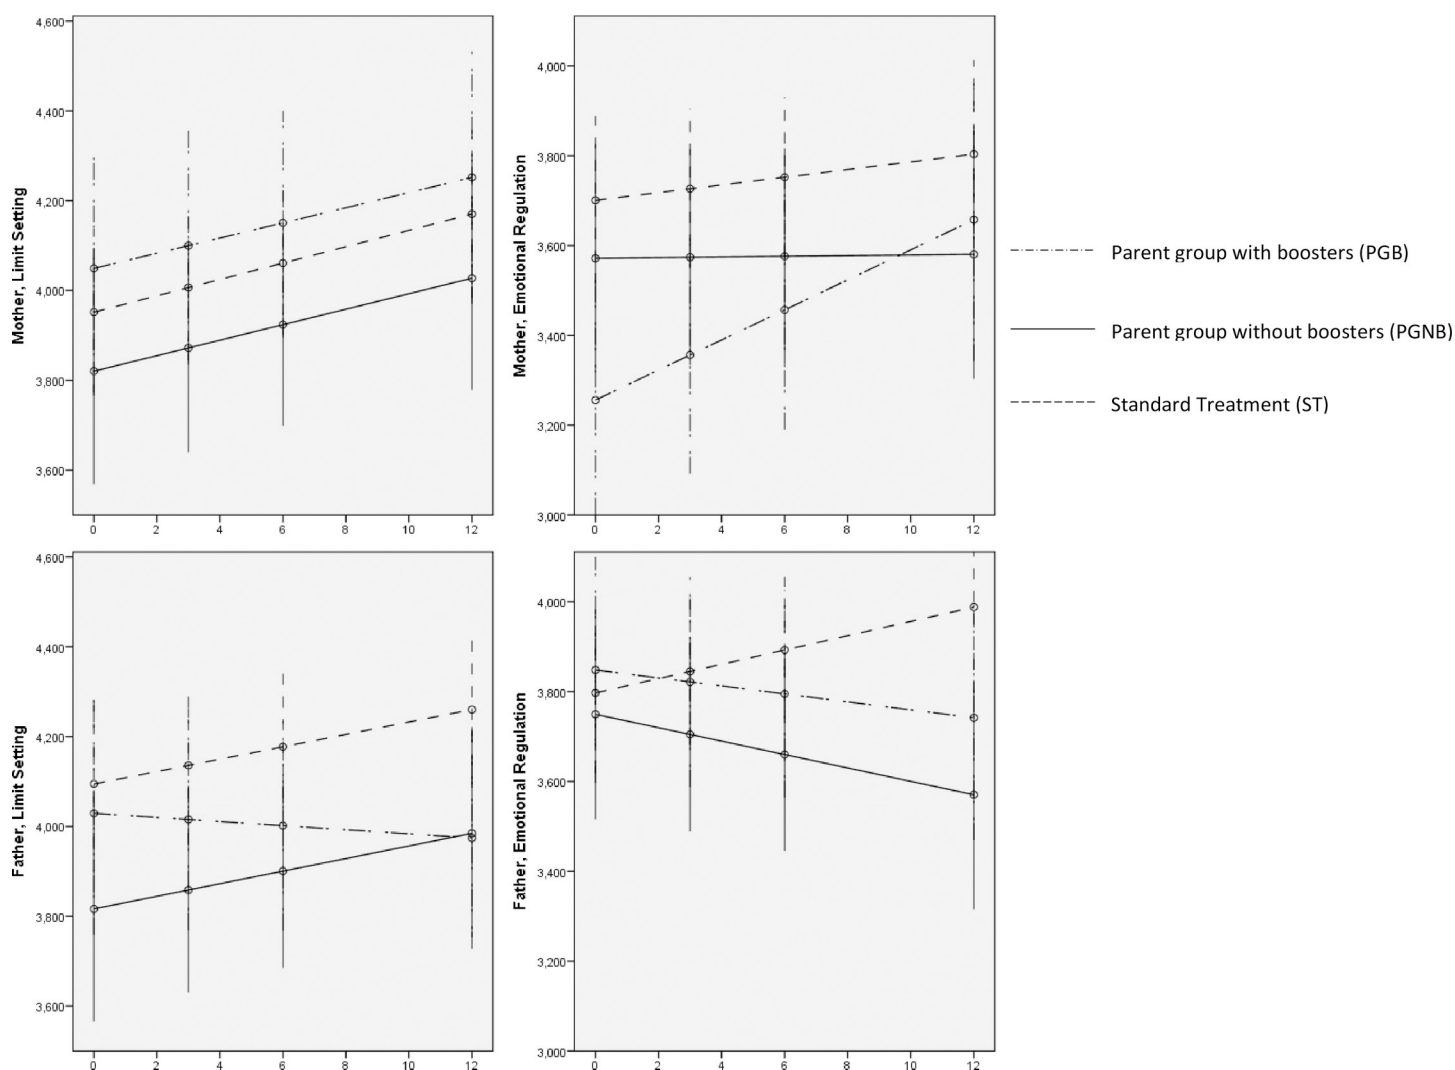 4,600
4,400
4,200
4,000
3,800
3,600
Mother, Limit Setting
0 2 4 6 8 10 12
4,000
3,800
3,600
3,400
3,200
3,000
Mother, Emotional Regulation
0 2 4 6 8 10 12
Parent group with boosters (PGB)
Parent group without boosters (PGNB)
Standard Treatment (ST)
4,600
4,400
4,200
4,000
3,800
3,600
Father, Limit Setting
0 2 4 6 8 10 12
4,000
3,800
3,600
3,400
3,200
3,000
Father, Emotional Regulation
0 2 4 6 8 10 12